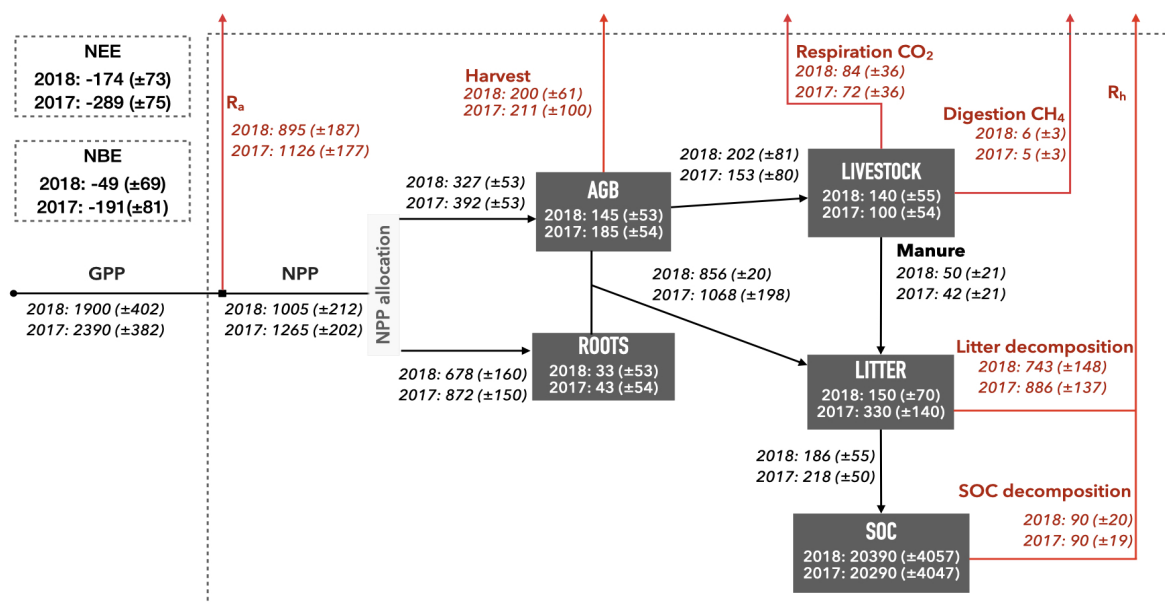 NEE
2018: -174 (±73)
2017: -289 (±75)
NBE
2018: -49 (±69)
2017: -191(±81)
Rₐ
2018: 895 (±187)
2017: 1126 (±177)
Harvest
2018: 200 (±61)
2017: 211 (±100)
Respiration CO₂
2018: 84 (±36)
2017: 72 (±36)
Digestion CH₄
2018: 6 (±3)
2017: 5 (±3)
Rₕ
GPP
2018: 1900 (±402)
2017: 2390 (±382)
NPP
2018: 1005 (±212)
2017: 1265 (±202)
NPP allocation
2018: 327 (±53)
2017: 392 (±53)
AGB
2018: 145 (±53)
2017: 185 (±54)
2018: 202 (±81)
2017: 153 (±80)
LIVESTOCK
2018: 140 (±55)
2017: 100 (±54)
Manure
2018: 50 (±21)
2017: 42 (±21)
2018: 856 (±20)
2017: 1068 (±198)
2018: 678 (±160)
2017: 872 (±150)
ROOTS
2018: 33 (±53)
2017: 43 (±54)
LITTER
2018: 150 (±70)
2017: 330 (±140)
Litter decomposition
2018: 743 (±148)
2017: 886 (±137)
2018: 186 (±55)
2017: 218 (±50)
SOC
2018: 20390 (±4057)
2017: 20290 (±4047)
SOC decomposition
2018: 90 (±20)
2017: 90 (±19)